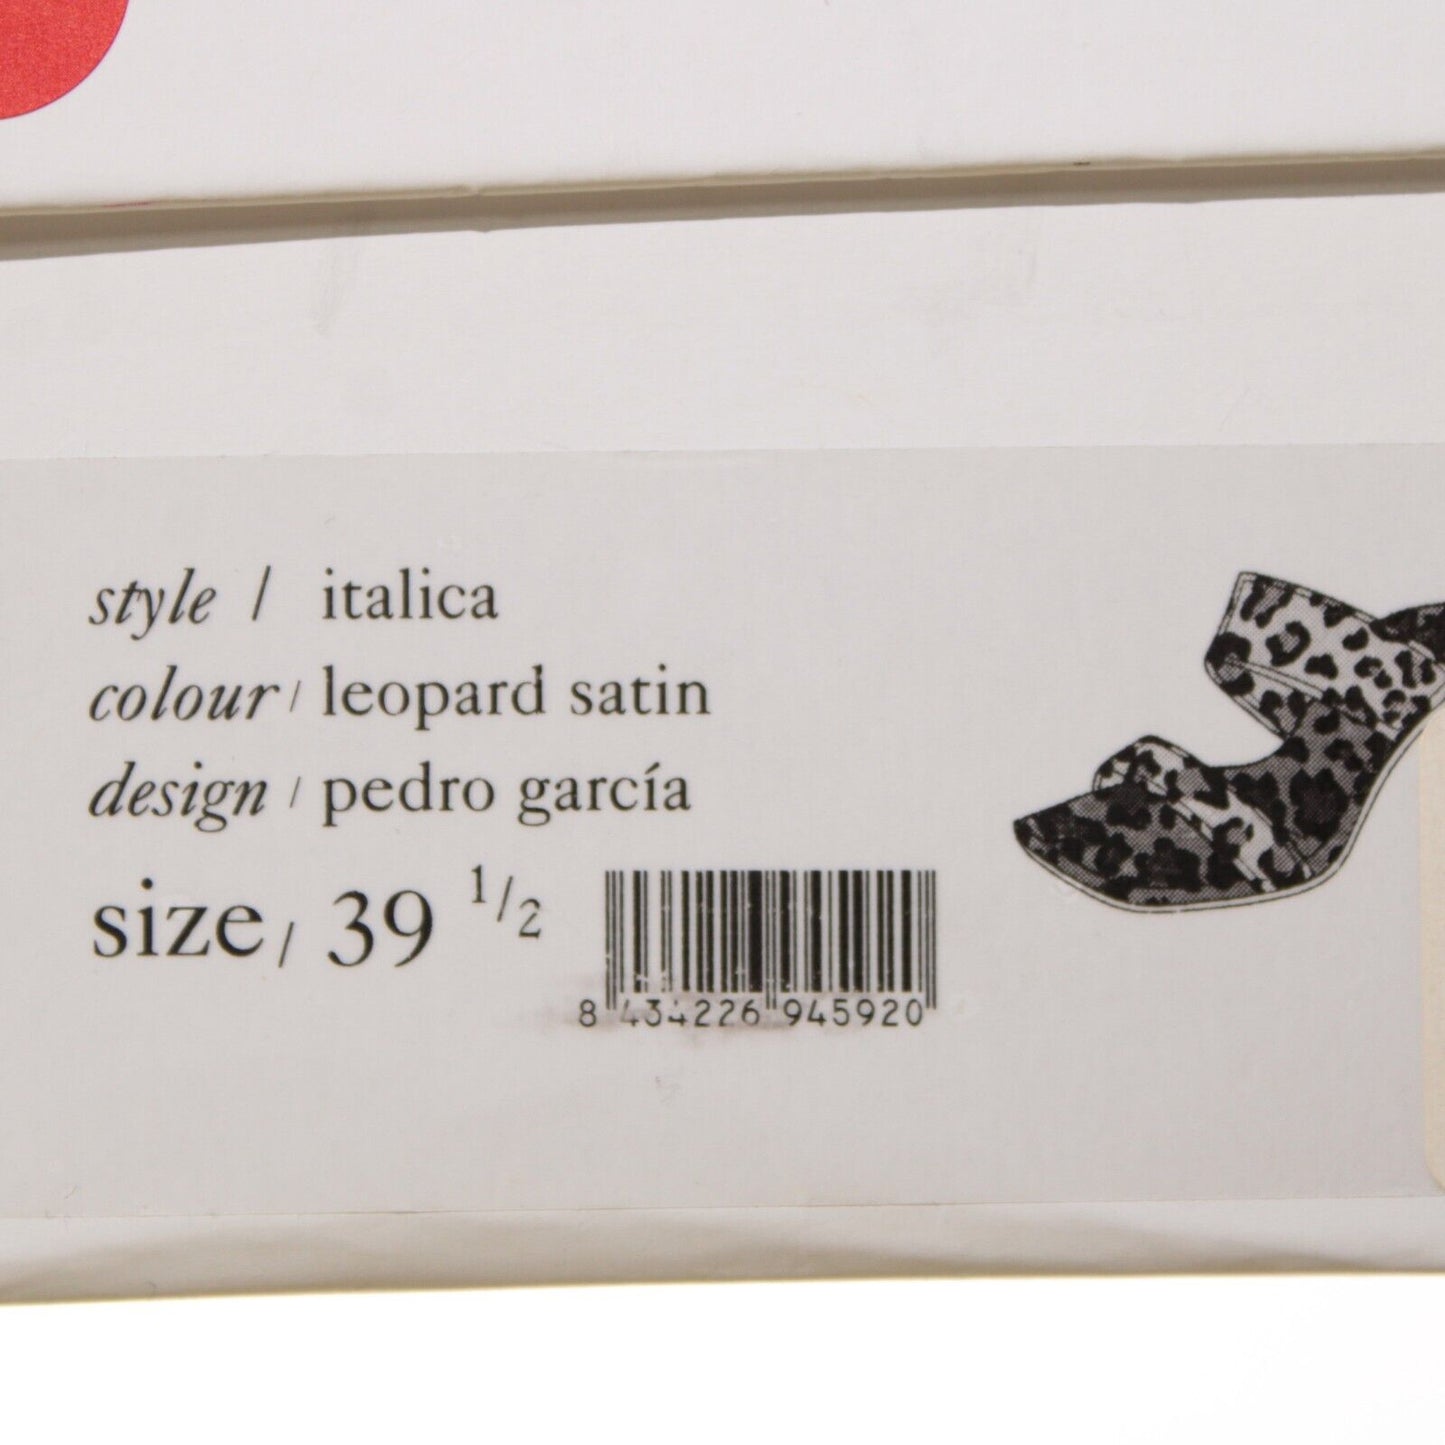 style / italica
colour / leopard satin
design / pedro garcía
size / 39 1/2
8 434226 945920